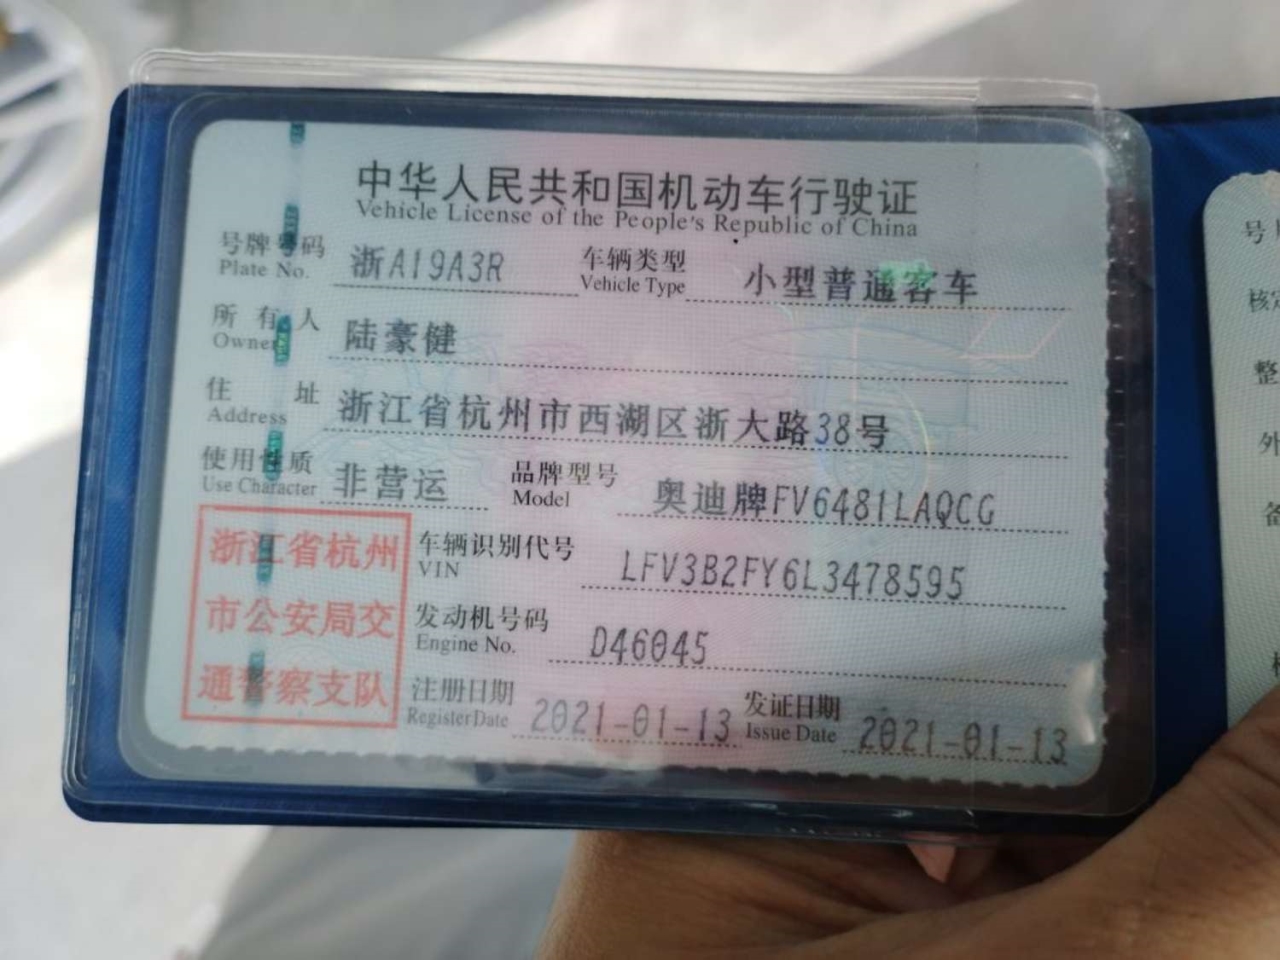 中华人民共和国机动车行驶证
Vehicle License of the People's Republic of China
号牌号码 浙A19A3R 车辆类型 小型普通客车
Plate No. Vehicle Type
所有人 陆豪健
Owner
住址 浙江省杭州市西湖区浙大路38号
Address
使用性质 非营运 品牌型号 奥迪牌FV6481LAQCG
Use Character Model
浙江省杭州
市公安局交
通警察支队
车辆识别代号 LFV3B2FY6L3478595
VIN
发动机号码 D46045
Engine No.
注册日期 2021-01-13 发证日期 2021-01-13
Register Date Issue Date
号
核定
整
外
备